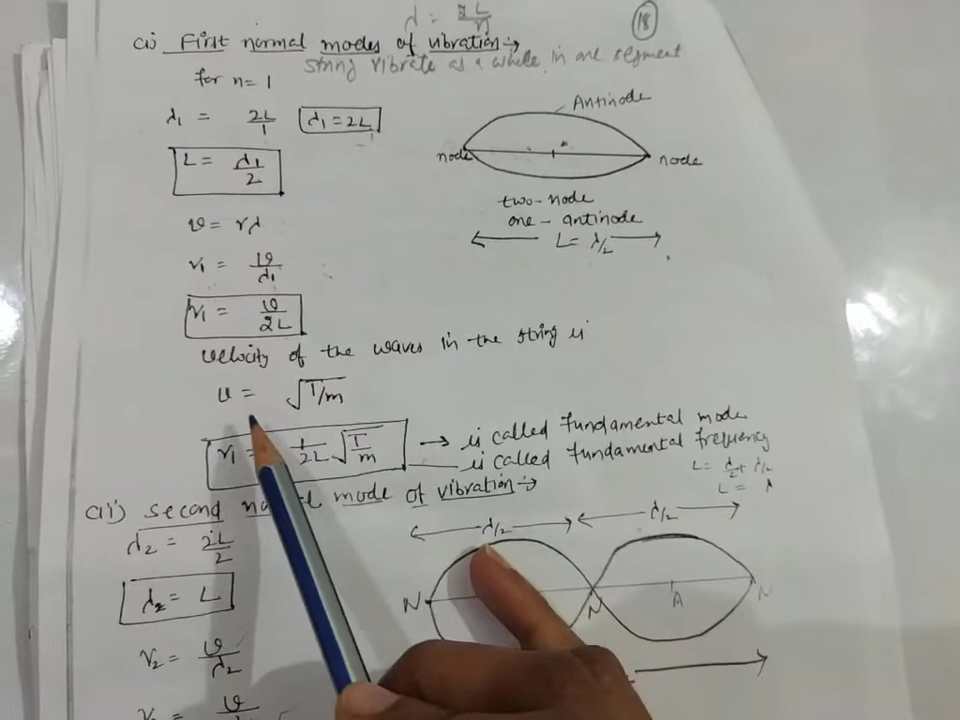 λ = 2L/n
18
(i) First normal modes of vibration:→
String vibrate as a whole in one segment
for n = 1
λ₁ = 2L/1 λ₁ = 2L
Antinode
L = λ₁/2
node node
two-node
one-antinode
L = λ/2
υ = νλ
ν₁ = υ/λ₁
ν₁ = υ/2L
velocity of the waves in the string is
υ = √T/m
ν₁ = 1/2L √T/m → is called fundamental mode
is called fundamental frequency
L = λ/2 + λ/2
L = λ
(ii) second mode of vibration:→
λ₂ = 2L/2
λ/2 λ/2
λ₂ = L
N N A N
ν₂ = υ/λ₂